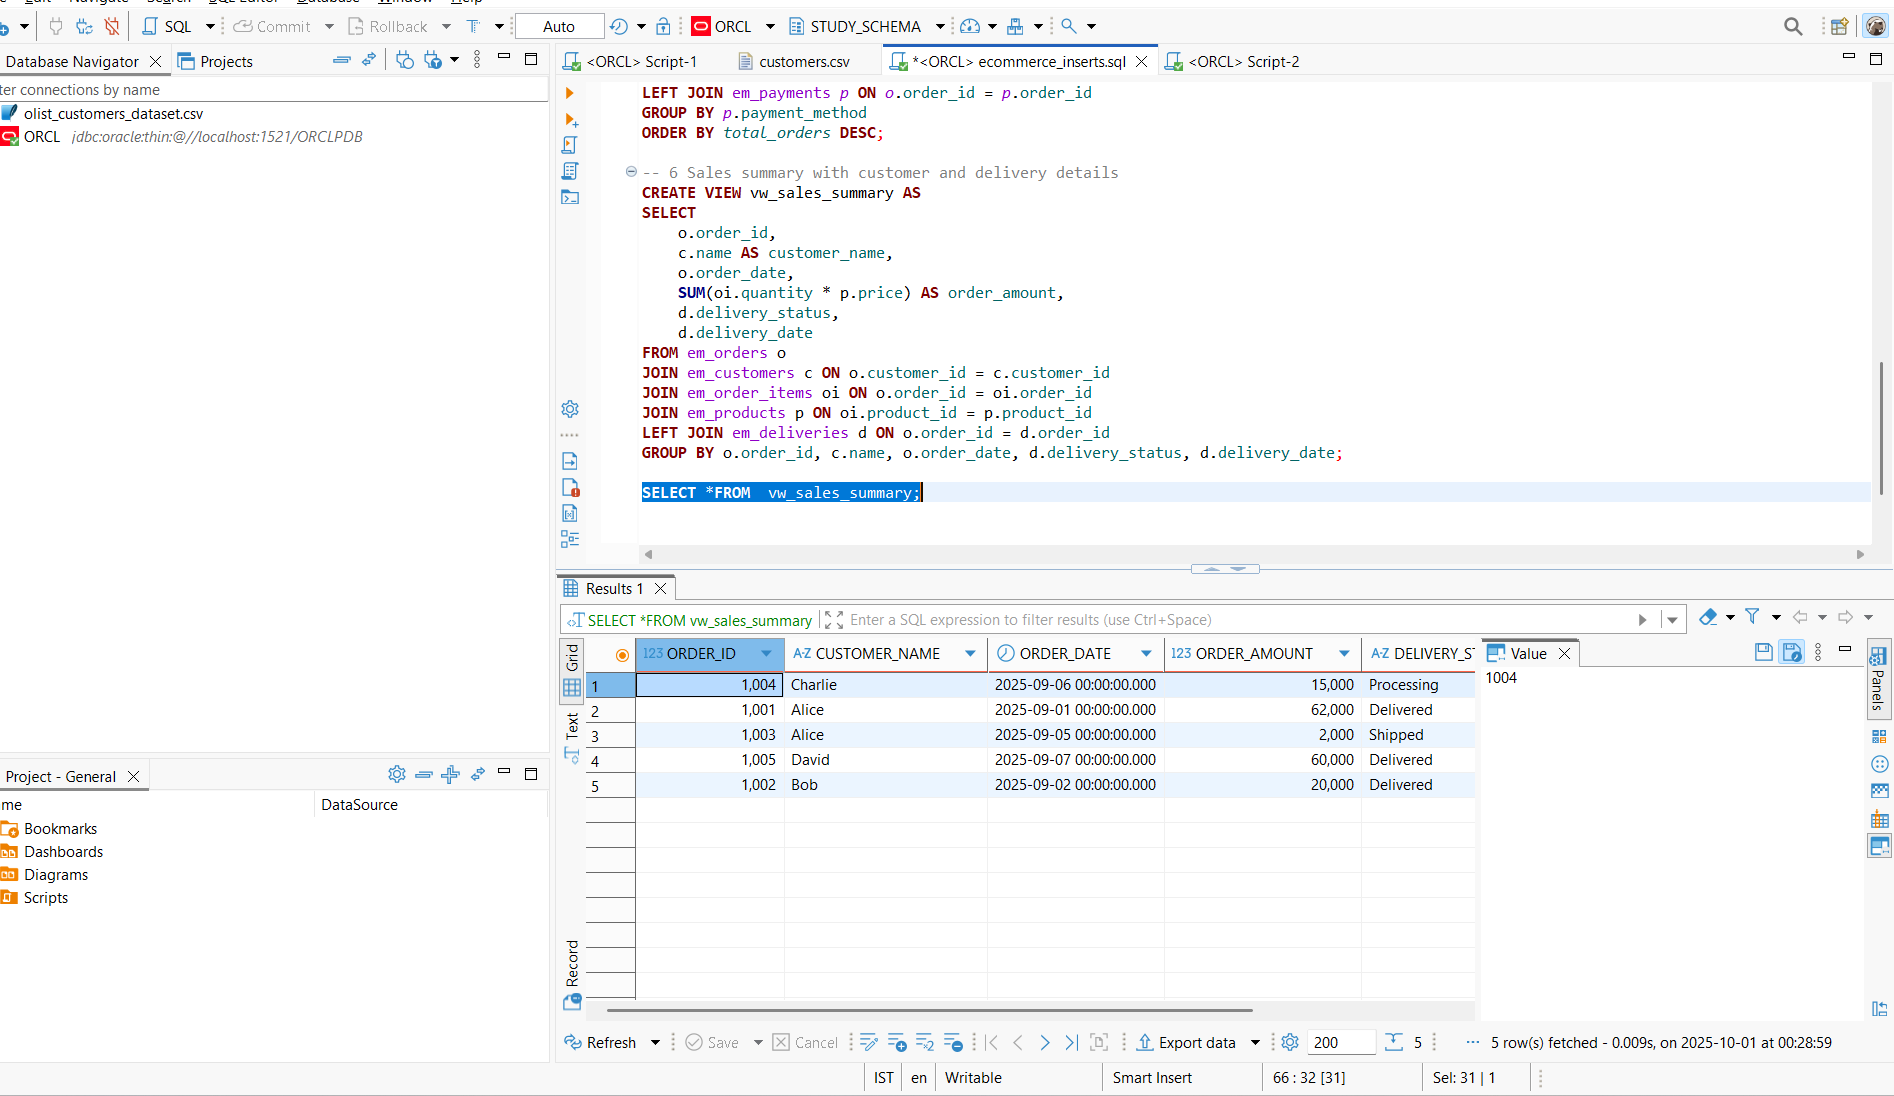 Edit Navigate Search SQL Editor Database Window Help
SQL Commit Rollback T Auto ORCL STUDY_SCHEMA
Database Navigator Projects
ter connections by name
olist_customers_dataset.csv
ORCL jdbc:oracle:thin:@//localhost:1521/ORCLPDB
<ORCL> Script-1 customers.csv *<ORCL> ecommerce_inserts.sql <ORCL> Script-2
LEFT JOIN em_payments p ON o.order_id = p.order_id
GROUP BY p.payment_method
ORDER BY total_orders DESC;
-- 6 Sales summary with customer and delivery details
CREATE VIEW vw_sales_summary AS
SELECT
o.order_id,
c.name AS customer_name,
o.order_date,
SUM(oi.quantity * p.price) AS order_amount,
d.delivery_status,
d.delivery_date
FROM em_orders o
JOIN em_customers c ON o.customer_id = c.customer_id
JOIN em_order_items oi ON o.order_id = oi.order_id
JOIN em_products p ON oi.product_id = p.product_id
LEFT JOIN em_deliveries d ON o.order_id = d.order_id
GROUP BY o.order_id, c.name, o.order_date, d.delivery_status, d.delivery_date;
SELECT *FROM  vw_sales_summary;
Results 1
SELECT *FROM vw_sales_summary Enter a SQL expression to filter results (use Ctrl+Space)
Grid
Text
Record
123 ORDER_ID A-Z CUSTOMER_NAME ORDER_DATE 123 ORDER_AMOUNT A-Z DELIVERY_ST
1 1,004 Charlie 2025-09-06 00:00:00.000 15,000 Processing
2 1,001 Alice 2025-09-01 00:00:00.000 62,000 Delivered
3 1,003 Alice 2025-09-05 00:00:00.000 2,000 Shipped
4 1,005 David 2025-09-07 00:00:00.000 60,000 Delivered
5 1,002 Bob 2025-09-02 00:00:00.000 20,000 Delivered
Value
1004
Panels
Project - General
me DataSource
Bookmarks
Dashboards
Diagrams
Scripts
Refresh Save Cancel Export data 200 5 ··· 5 row(s) fetched - 0.009s, on 2025-10-01 at 00:28:59
IST en Writable Smart Insert 66 : 32 [31] Sel: 31 | 1